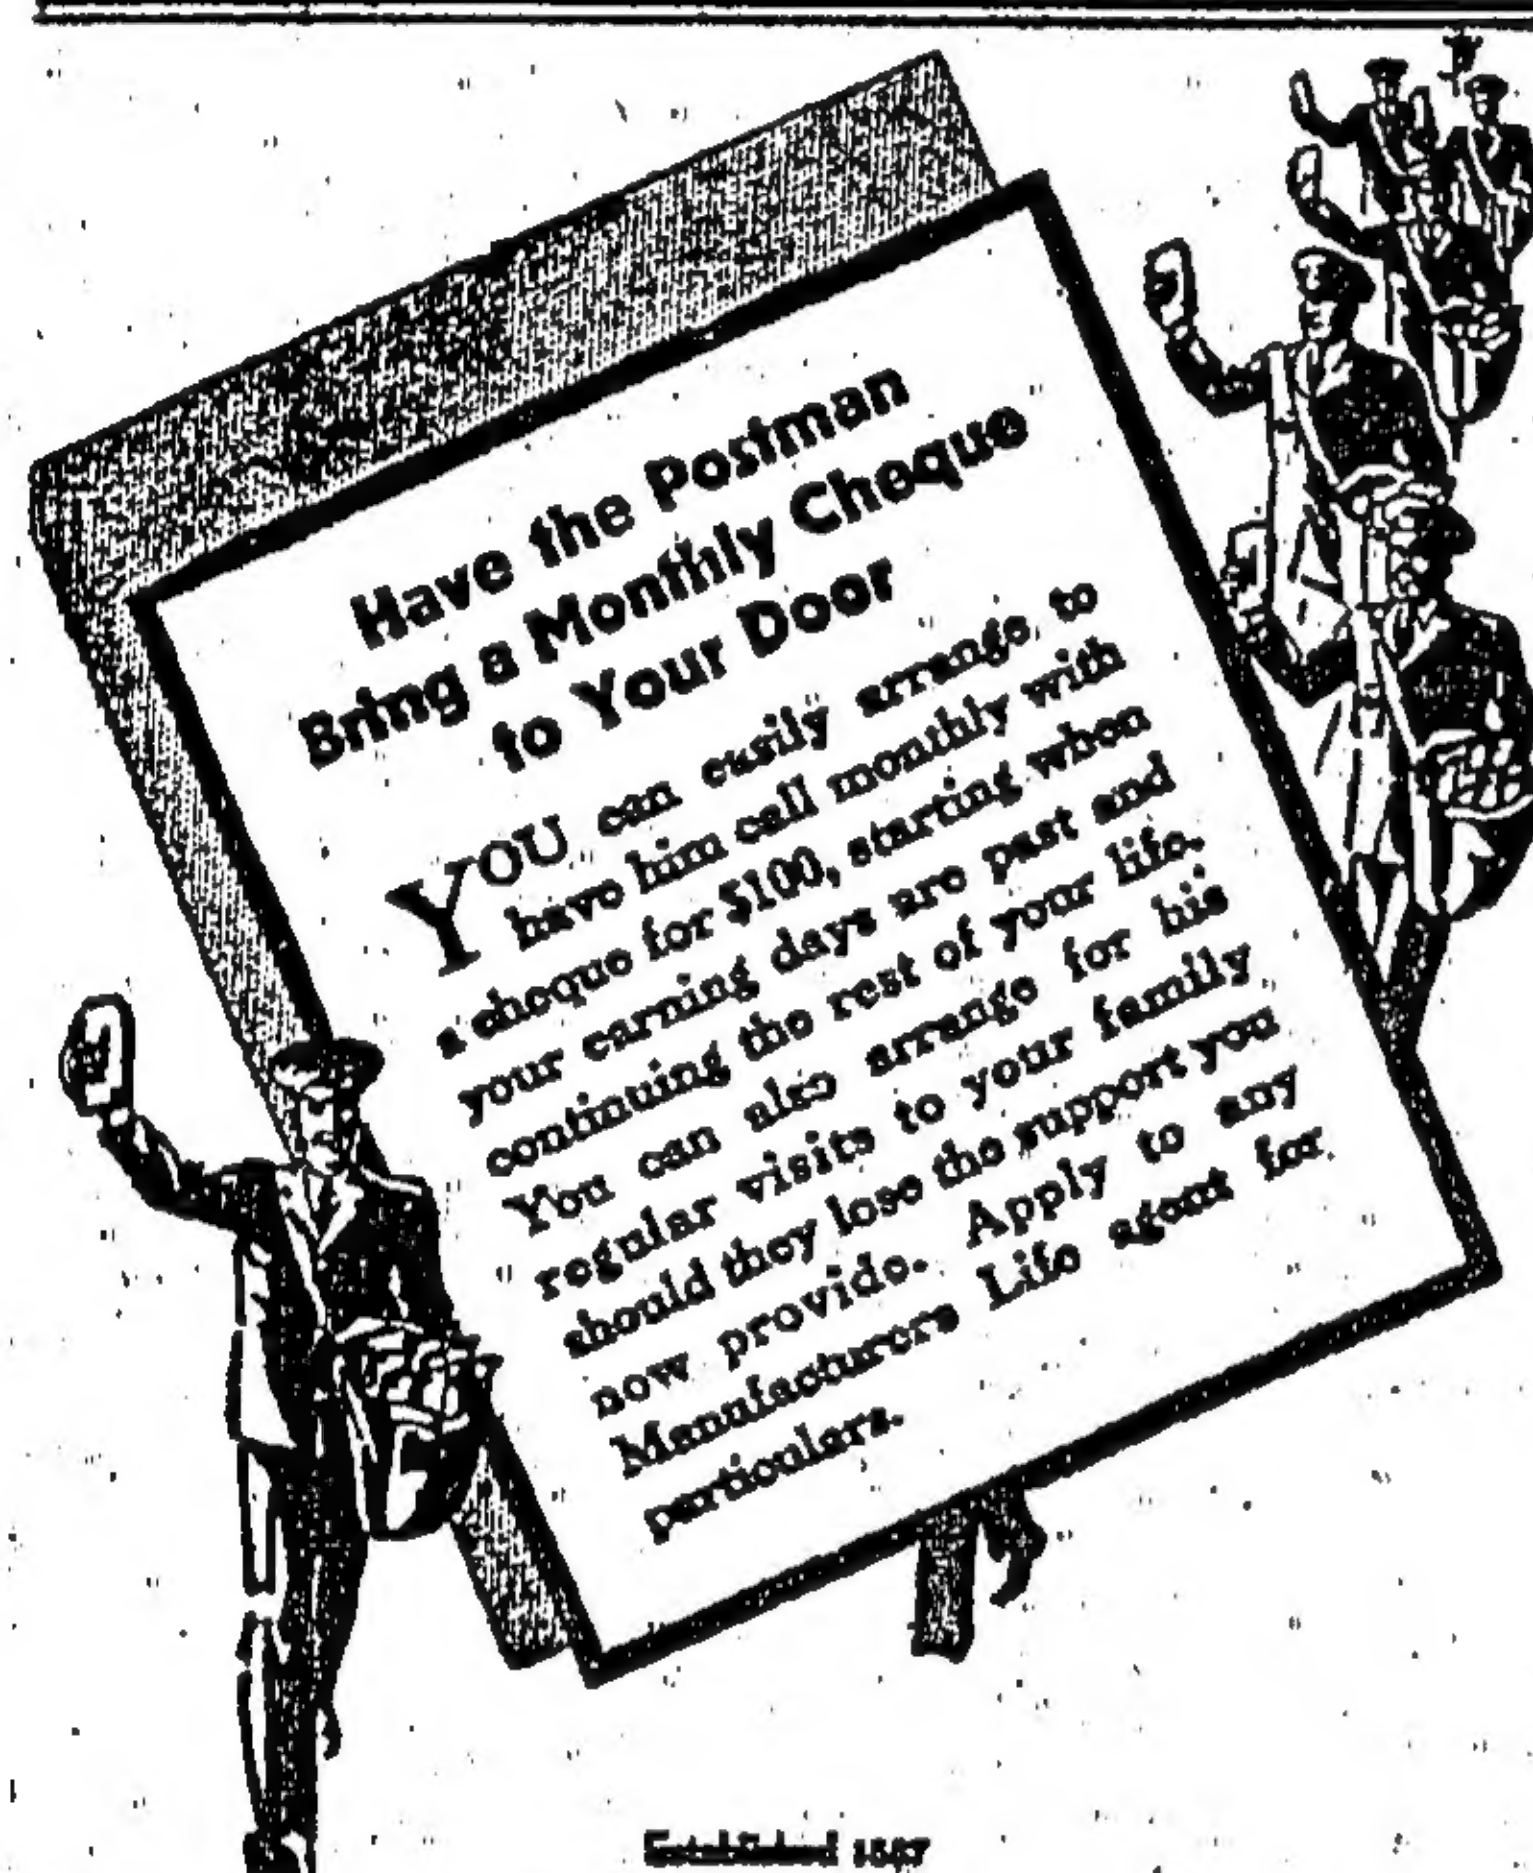 Have the Postman
Bring a Monthly Cheque
to Your Door
YOU can easily arrange to
have him call monthly with
a cheque for $100, starting when
your earning days are past and
continuing the rest of your life.
You can also arrange for his
regular visits to your family
should they lose the support you
now provide. Apply to any
Manufacturers Life agent for
particulars.
Established 1887